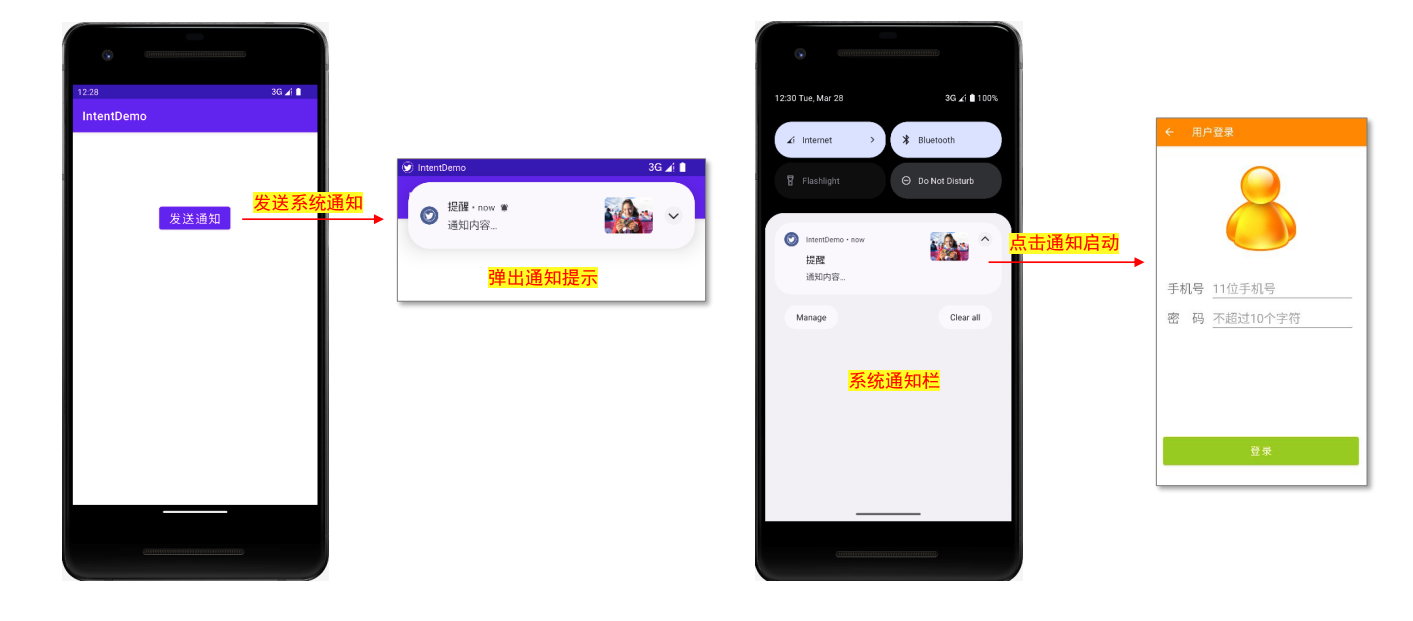 12:28 3G
IntentDemo
发送通知
发送系统通知
IntentDemo 3G
提醒 · now
通知内容...
弹出通知提示
12:30 Tue, Mar 28 3G 100%
Internet
Bluetooth
Flashlight
Do Not Disturb
IntentDemo · now
提醒
通知内容...
Manage
Clear all
系统通知栏
点击通知启动
用户登录
手机号 11位手机号
密 码 不超过10个字符
登录